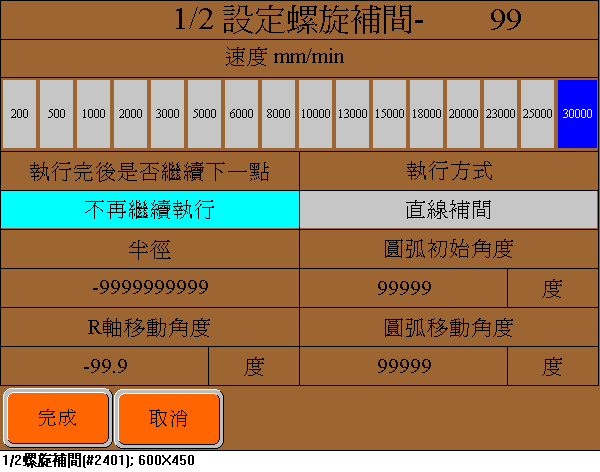 1/2 設定螺旋補間- 99
速度 mm/min
200 500 1000 2000 3000 5000 6000 8000 10000 13000 15000 18000 20000 23000 25000 30000
執行完後是否繼續下一點 執行方式
不再繼續執行 直線補間
半徑 圓弧初始角度
-9999999999 99999 度
R軸移動角度 圓弧移動角度
-99.9 度 99999 度
完成 取消
1/2螺旋補間(#2401); 600X450